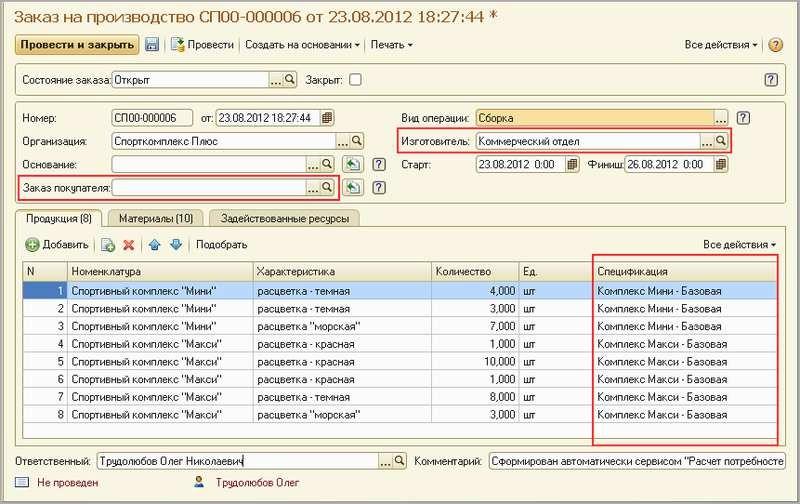 Заказ на производство СП00-000006 от 23.08.2012 18:27:44 *
Провести и закрыть Провести Создать на основании Печать Все действия ?
Состояние заказа: Открыт ... Закрыт: ?
Номер: СП00-000006 от: 23.08.2012 18:27:44 Вид операции: Сборка ... ?
Организация: Спорткомплекс Плюс ... Изготовитель: Коммерческий отдел ...
Основание: ... ? Старт: 23.08.2012 0:00 Финиш: 26.08.2012 0:00
Заказ покупателя: ... ?
Продукция (8) Материалы (10) Задействованные ресурсы
Добавить Подобрать Все действия
N Номенклатура Характеристика Количество Ед. Спецификация
1 Спортивный комплекс "Мини" расцветка - темная 4,000 шт Комплекс Мини - Базовая
2 Спортивный комплекс "Мини" расцветка - темная 3,000 шт Комплекс Мини - Базовая
3 Спортивный комплекс "Мини" расцветка "морская" 7,000 шт Комплекс Мини - Базовая
4 Спортивный комплекс "Макси" расцветка - красная 1,000 шт Комплекс Макси - Базовая
5 Спортивный комплекс "Макси" расцветка - красная 10,000 шт Комплекс Макси - Базовая
6 Спортивный комплекс "Макси" расцветка - красная 1,000 шт Комплекс Макси - Базовая
7 Спортивный комплекс "Макси" расцветка - темная 8,000 шт Комплекс Макси - Базовая
8 Спортивный комплекс "Макси" расцветка "морская" 3,000 шт Комплекс Макси - Базовая
Ответственный: Трудолюбов Олег Николаевич ... Комментарий: Сформирован автоматически сервисом "Расчет потребносте
Не проведен Трудолюбов Олег